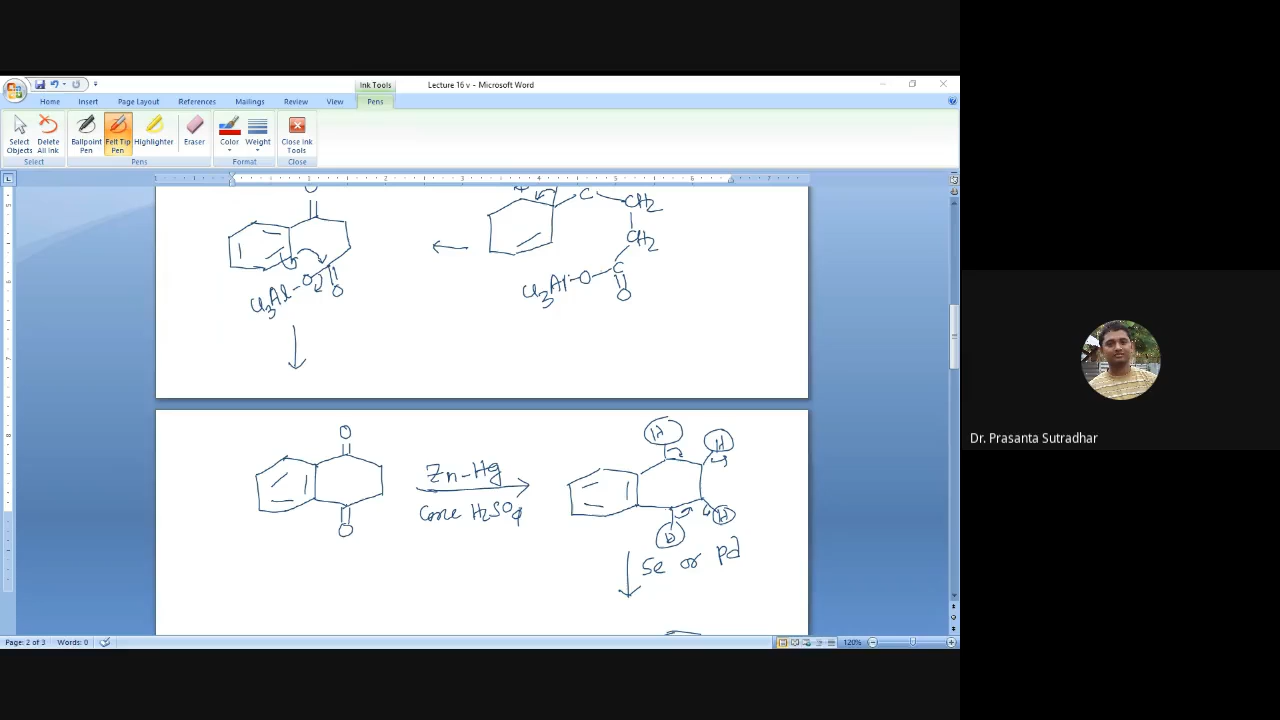 Ink Tools
Lecture 16 v - Microsoft Word
Home Insert Page Layout References Mailings Review View Pens
Select Objects
Delete All Ink
Ballpoint Pen
Felt Tip Pen
Highlighter
Eraser
Color
Weight
Close Ink Tools
Select
Pens
Format
Close
C
CH2
CH2
C
O
Cl3Al-O
O
O
Cl3Al-O
O
O
Zn-Hg
Conc H2SO4
O
H
H
H
H
Se or Pd
Dr. Prasanta Sutradhar
Page: 2 of 3
Words: 0
120%